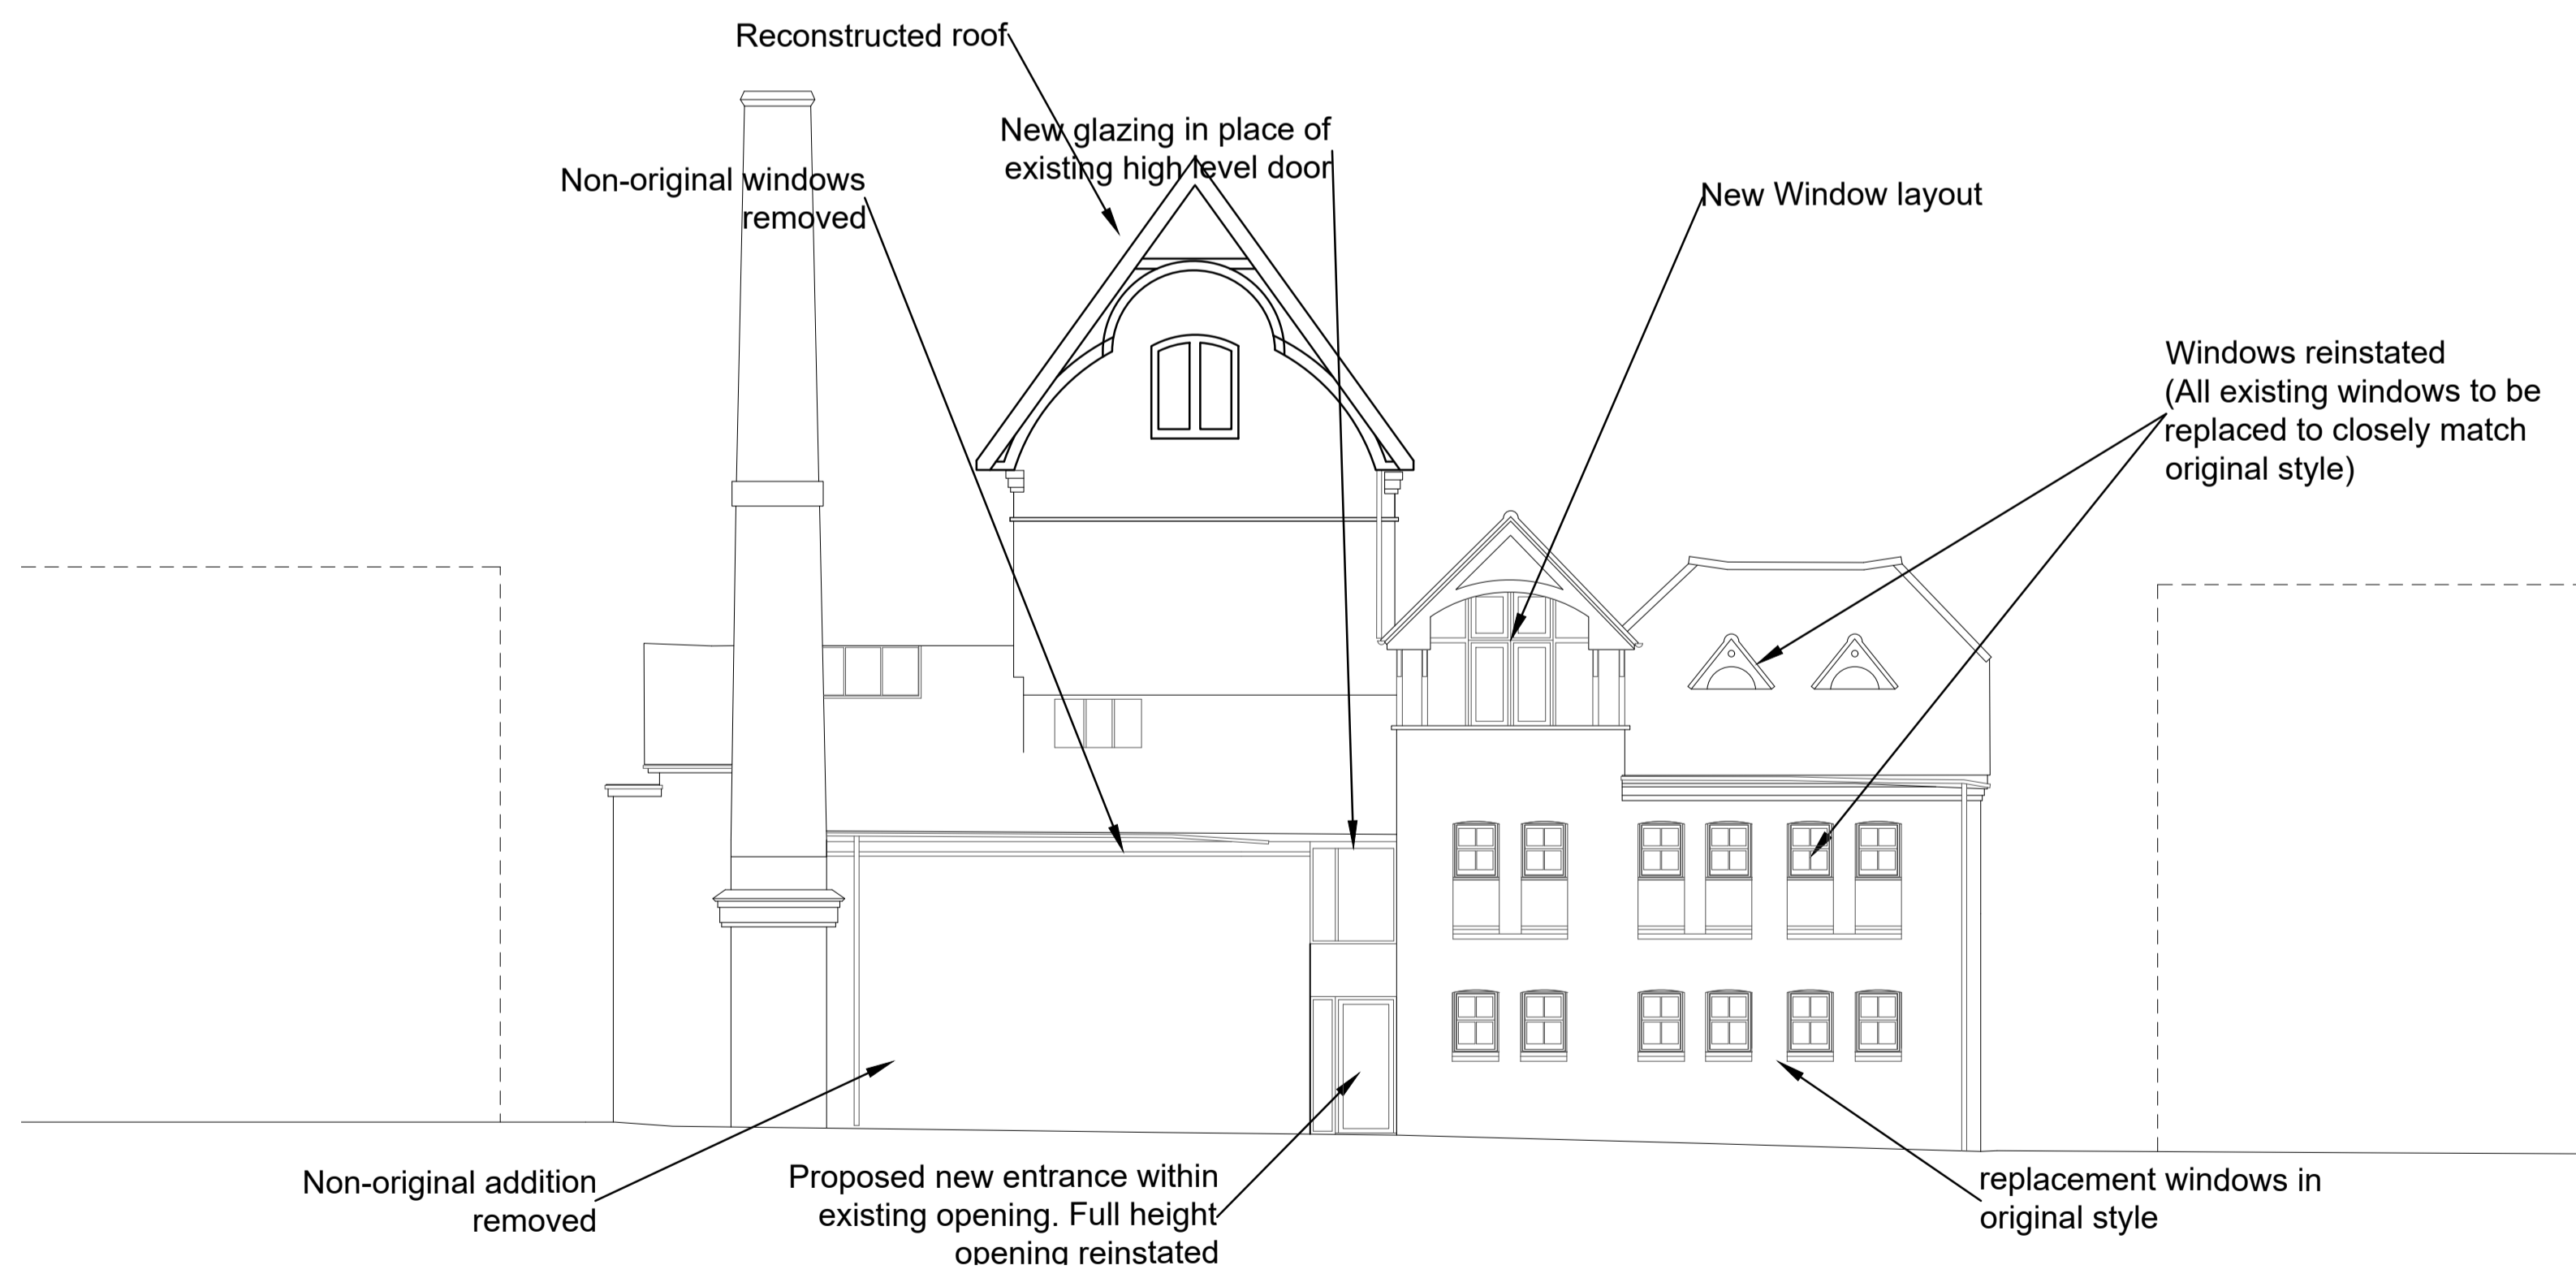 Reconstructed roof
New glazing in place of
existing high level door
Non-original windows
removed
New Window layout
Windows reinstated
(All existing windows to be
replaced to closely match
original style)
Non-original addition
removed
Proposed new entrance within
existing opening. Full height
opening reinstated
replacement windows in
original style